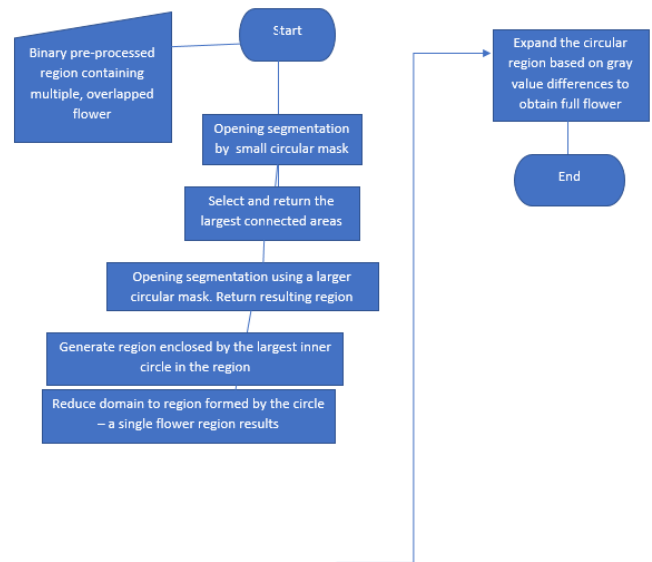 Start
Binary pre-processed
region containing
multiple, overlapped
flower
Opening segmentation
by small circular mask
Select and return the
largest connected areas
Opening segmentation using a larger
circular mask. Return resulting region
Generate region enclosed by the largest inner
circle in the region
Reduce domain to region formed by the circle
– a single flower region results
Expand the circular
region based on gray
value differences to
obtain full flower
End